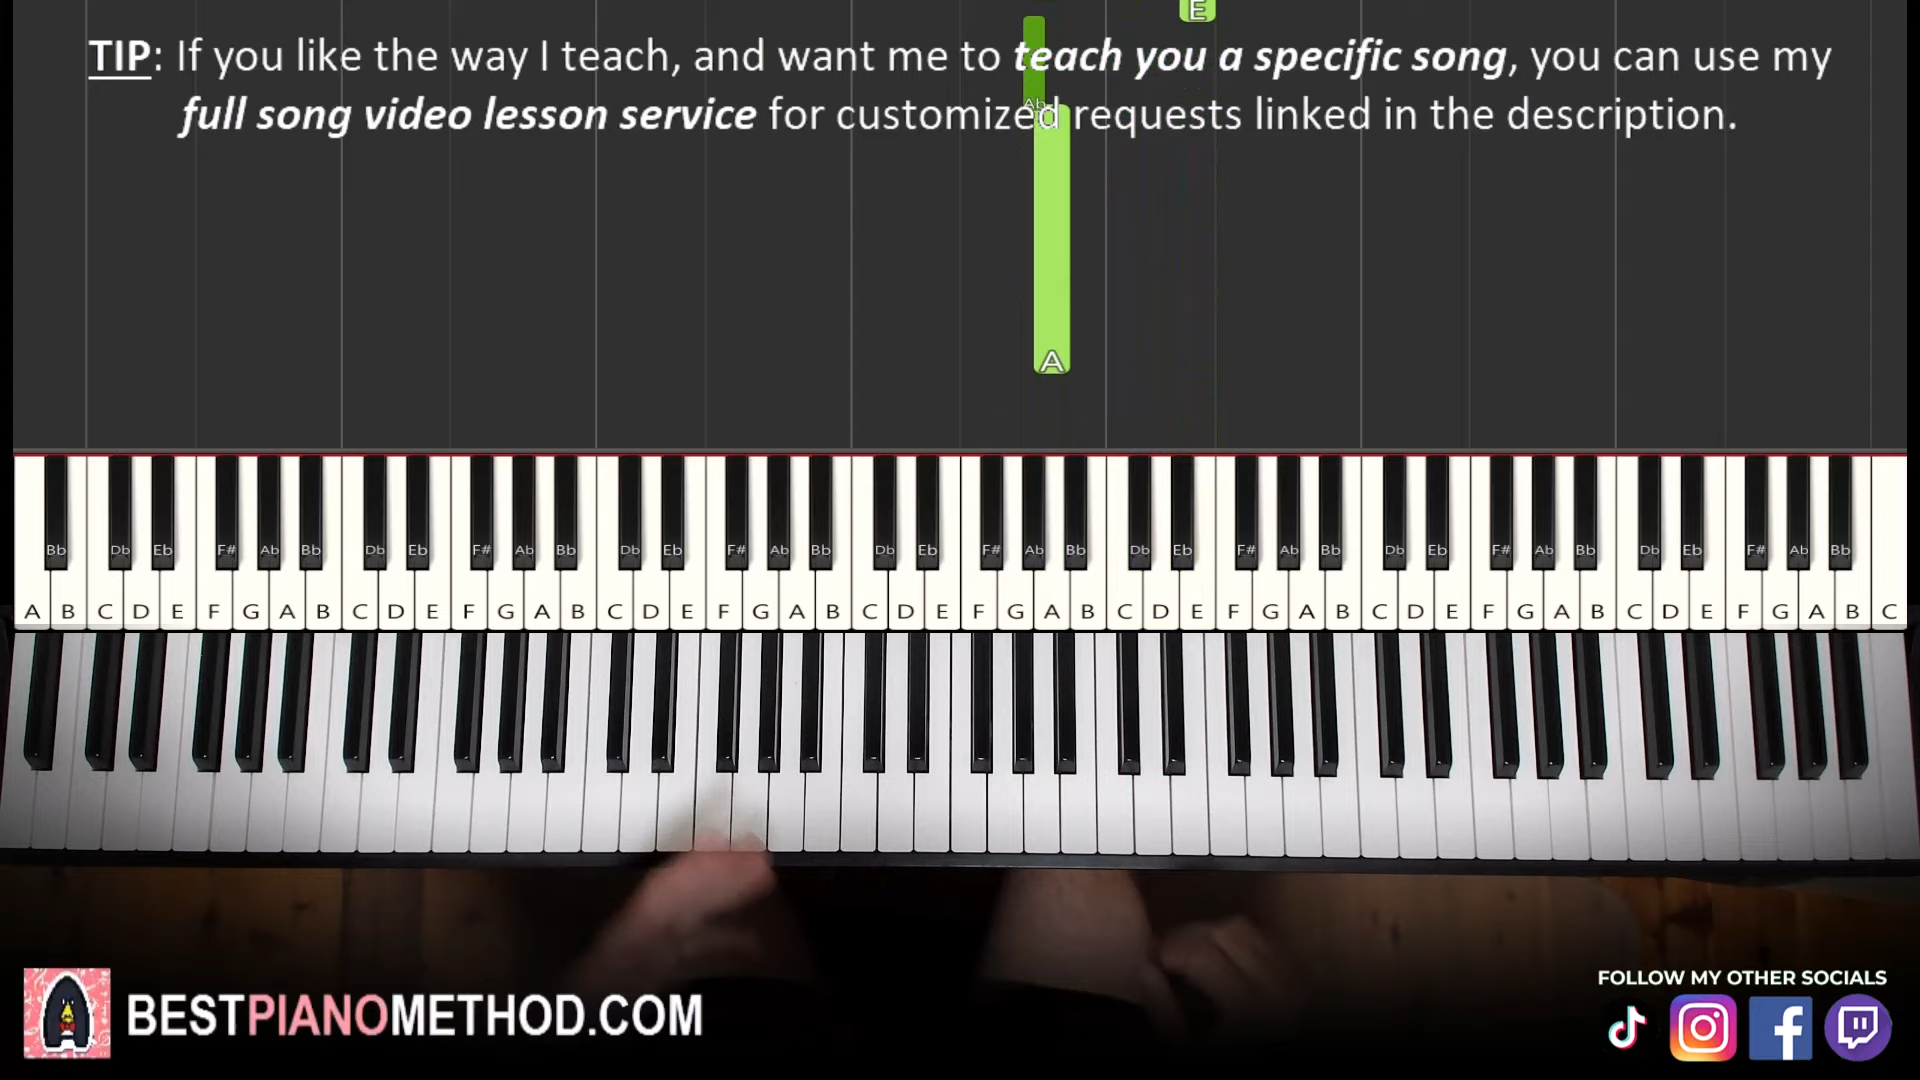 E
TIP: If you like the way I teach, and want me to teach you a specific song, you can use my
full song video lesson service for customized requests linked in the description.
Ab
A
Bb Db Eb F# Ab Bb Db Eb F# Ab Bb Db Eb F# Ab Bb Db Eb F# Ab Bb Db Eb F# Ab Bb Db Eb F# Ab Bb Db Eb F# Ab Bb
A B C D E F G A B C D E F G A B C D E F G A B C D E F G A B C D E F G A B C D E F G A B C D E F G A B C
FOLLOW MY OTHER SOCIALS
BESTPIANOMETHOD.COM